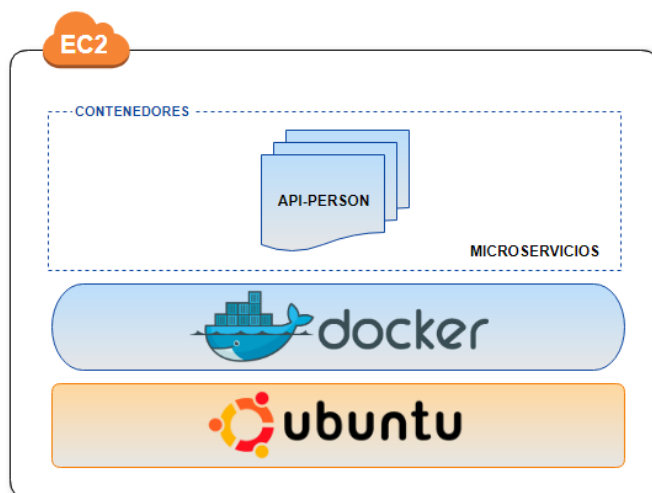 EC2
CONTENEDORES
API-PERSON
MICROSERVICIOS
docker
ubuntu